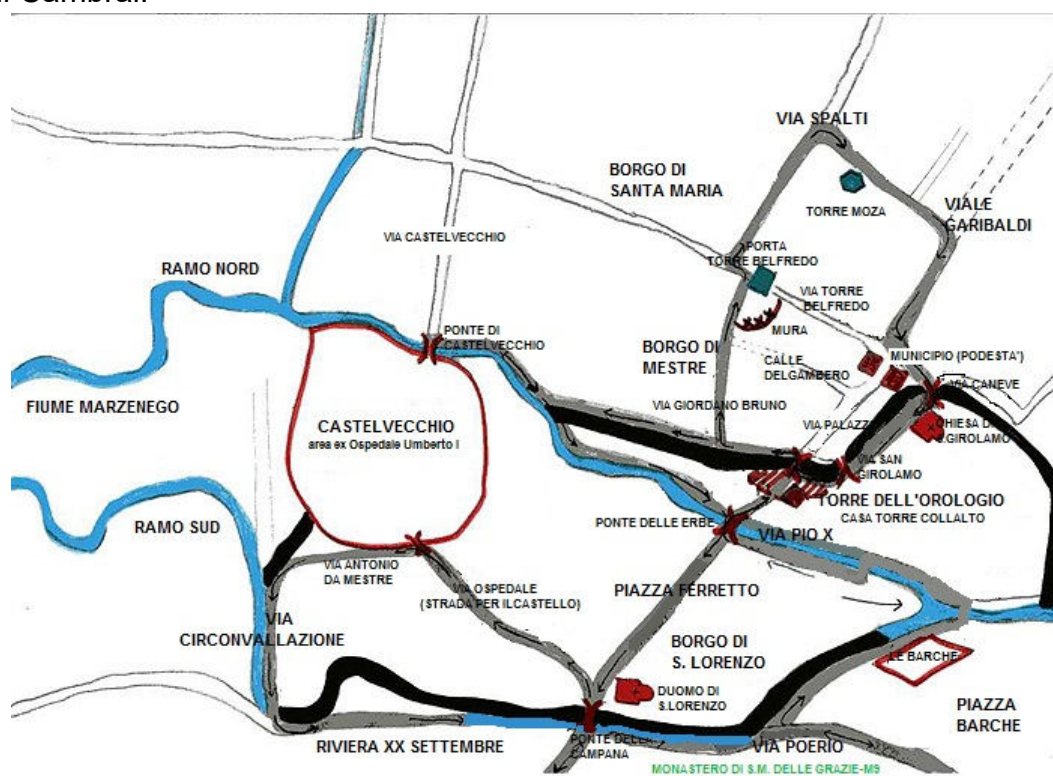 VIA SPALTI
BORGO DI
SANTA MARIA
TORRE MOZA
VIALE
GARIBALDI
VIA CASTELVECCHIO
PORTA
TORRE BELFREDO
RAMO NORD
VIA TORRE
BELFREDO
MURA
PONTE DI
CASTELVECCHIO
BORGO DI
MESTRE
MUNICIPIO (PODESTA')
CALLE
DELGAMBERO
VIA CANEVE
FIUME MARZENEGO
VIA GIORDANO BRUNO
CASTELVECCHIO
area ex Ospedale Umberto I
VIA PALAZZO
CHIESA DI
S.GIROLAMO
VIA SAN
GIROLAMO
TORRE DELL'OROLOGIO
CASA TORRE COLLALTO
RAMO SUD
PONTE DELLE ERBE
VIA PIO X
VIA ANTONIO
DA MESTRE
VIA OSPEDALE
(STRADA PER ILCASTELLO)
PIAZZA FERRETTO
VIA
CIRCONVALLAZIONE
BORGO DI
S. LORENZO
LE BARCHE
DUOMO DI
S.LORENZO
PIAZZA
BARCHE
RIVIERA XX SETTEMBRE
PONTE DELLA
CAMPANA
VIA POERIO
MONASTERO DI S.M. DELLE GRAZIE-M9